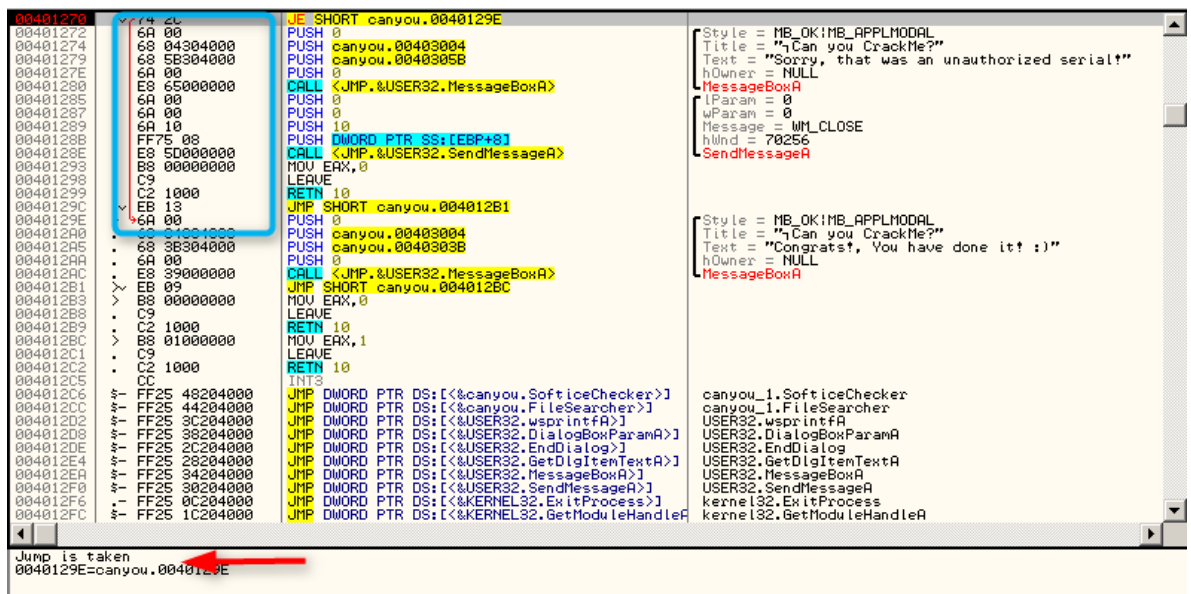 00401270 74 2C JE SHORT canyou.0040129E
00401272 6A 00 PUSH 0 Style = MB_OK|MB_APPLMODAL
00401274 68 04304000 PUSH canyou.00403004 Title = "┐Can you CrackMe?"
00401279 68 5B304000 PUSH canyou.0040305B Text = "Sorry, that was an unauthorized serial!"
0040127E 6A 00 PUSH 0 hOwner = NULL
00401280 E8 65000000 CALL <JMP.&USER32.MessageBoxA> MessageBoxA
00401285 6A 00 PUSH 0 lParam = 0
00401287 6A 00 PUSH 0 wParam = 0
00401289 6A 10 PUSH 10 Message = WM_CLOSE
0040128B FF75 08 PUSH DWORD PTR SS:[EBP+8] hWnd = 70256
0040128E E8 5D000000 CALL <JMP.&USER32.SendMessageA> SendMessageA
00401293 B8 00000000 MOV EAX,0
00401298 C9 LEAVE
00401299 C2 1000 RETN 10
0040129C EB 13 JMP SHORT canyou.004012B1
0040129E 6A 00 PUSH 0 Style = MB_OK|MB_APPLMODAL
004012A0 . 68 04304000 PUSH canyou.00403004 Title = "┐Can you CrackMe?"
004012A5 . 68 3B304000 PUSH canyou.0040303B Text = "Congrats!, You have done it! :)"
004012AA . 6A 00 PUSH 0 hOwner = NULL
004012AC . E8 39000000 CALL <JMP.&USER32.MessageBoxA> MessageBoxA
004012B1 > EB 09 JMP SHORT canyou.004012BC
004012B3 > B8 00000000 MOV EAX,0
004012B8 . C9 LEAVE
004012B9 . C2 1000 RETN 10
004012BC > B8 01000000 MOV EAX,1
004012C1 . C9 LEAVE
004012C2 . C2 1000 RETN 10
004012C5 CC INT3
004012C6 $- FF25 48204000 JMP DWORD PTR DS:[<&canyou.SofticeChecker>] canyou_1.SofticeChecker
004012CC $- FF25 44204000 JMP DWORD PTR DS:[<&canyou.FileSearcher>] canyou_1.FileSearcher
004012D2 $- FF25 3C204000 JMP DWORD PTR DS:[<&USER32.wsprintfA>] USER32.wsprintfA
004012D8 $- FF25 38204000 JMP DWORD PTR DS:[<&USER32.DialogBoxParamA>] USER32.DialogBoxParamA
004012DE $- FF25 2C204000 JMP DWORD PTR DS:[<&USER32.EndDialog>] USER32.EndDialog
004012E4 $- FF25 28204000 JMP DWORD PTR DS:[<&USER32.GetDlgItemTextA>] USER32.GetDlgItemTextA
004012EA $- FF25 34204000 JMP DWORD PTR DS:[<&USER32.MessageBoxA>] USER32.MessageBoxA
004012F0 $- FF25 30204000 JMP DWORD PTR DS:[<&USER32.SendMessageA>] USER32.SendMessageA
004012F6 .- FF25 0C204000 JMP DWORD PTR DS:[<&KERNEL32.ExitProcess>] kernel32.ExitProcess
004012FC $- FF25 1C204000 JMP DWORD PTR DS:[<&KERNEL32.GetModuleHandleA kernel32.GetModuleHandleA
Jump is taken
0040129E=canyou.0040129E